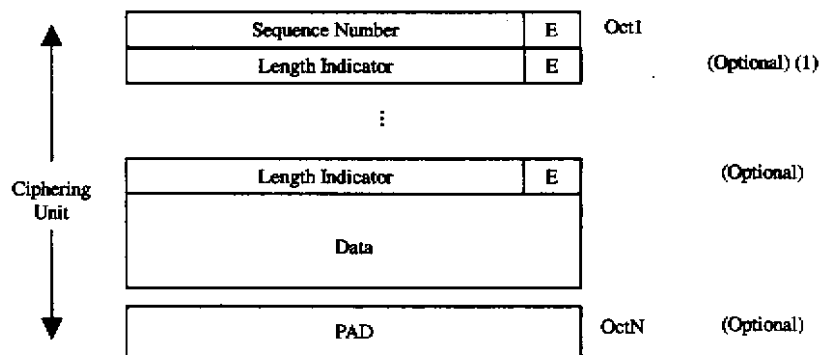 Sequence Number E Oct1
Length Indicator E (Optional) (1)
⋮
Length Indicator E (Optional)
Ciphering
Unit
Data
PAD OctN (Optional)